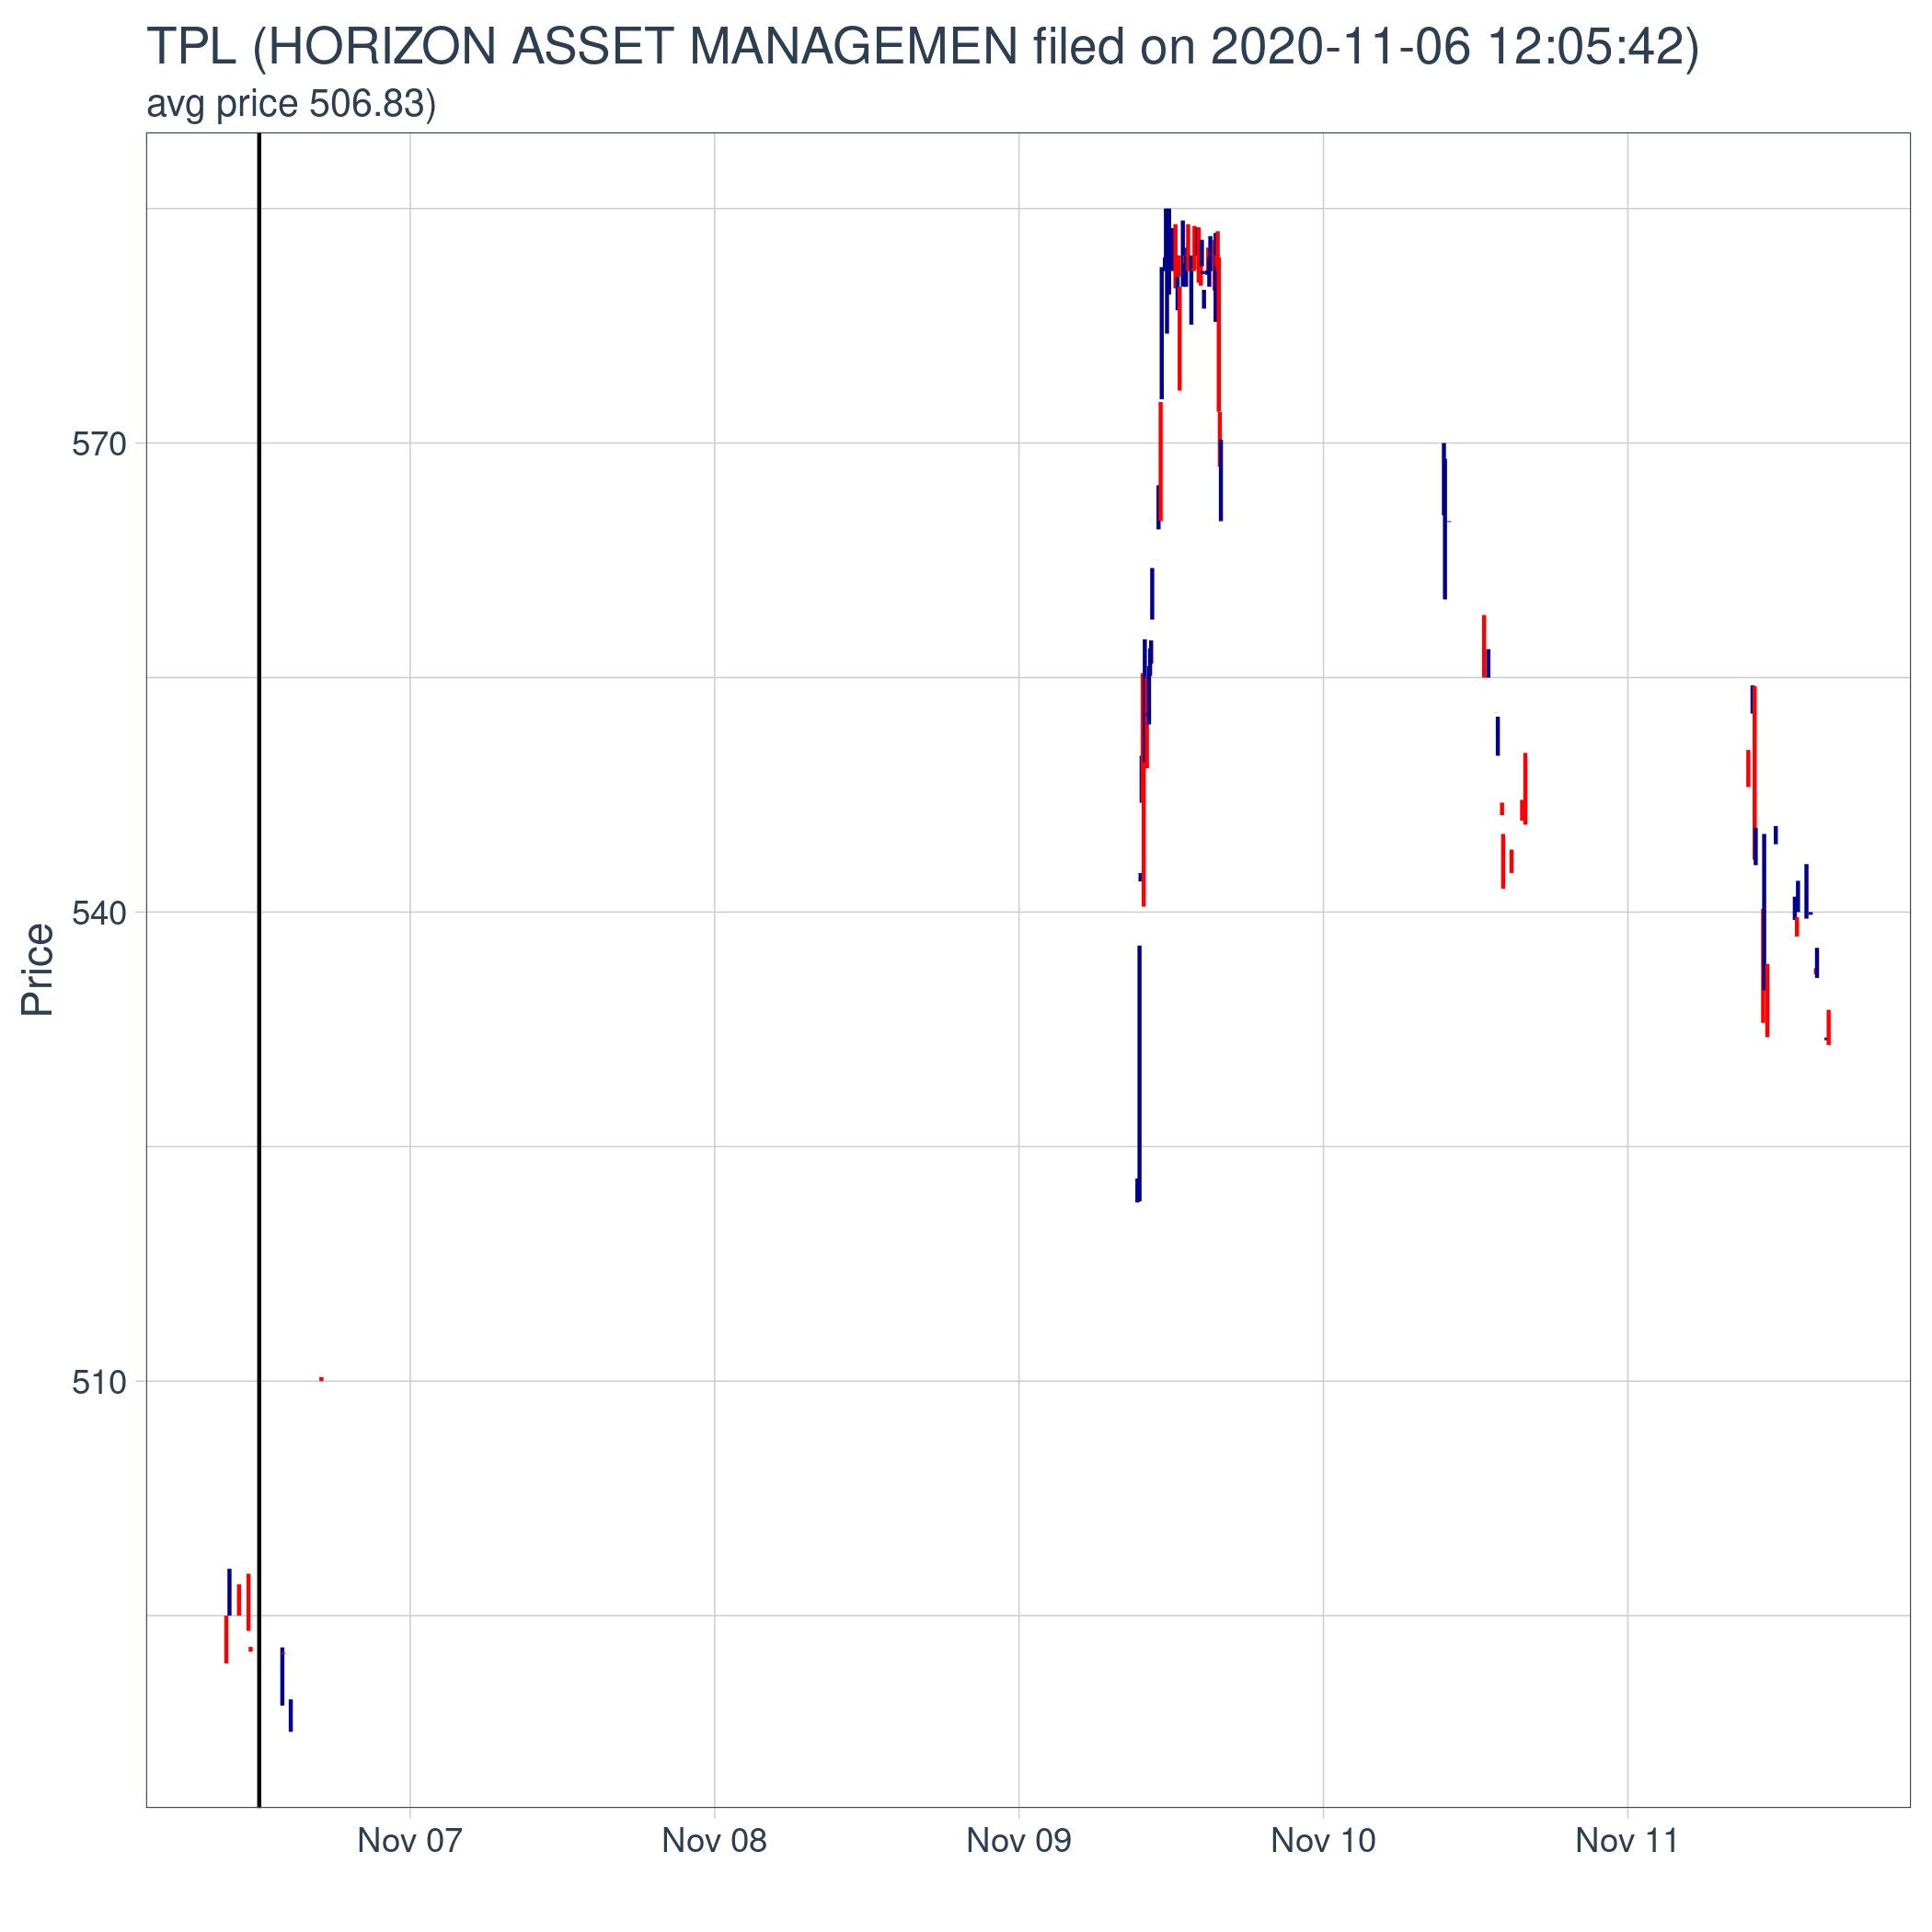 TPL (HORIZON ASSET MANAGEMEN filed on 2020-11-06 12:05:42)
avg price 506.83)
570
540
510
Price
Nov 07
Nov 08
Nov 09
Nov 10
Nov 11